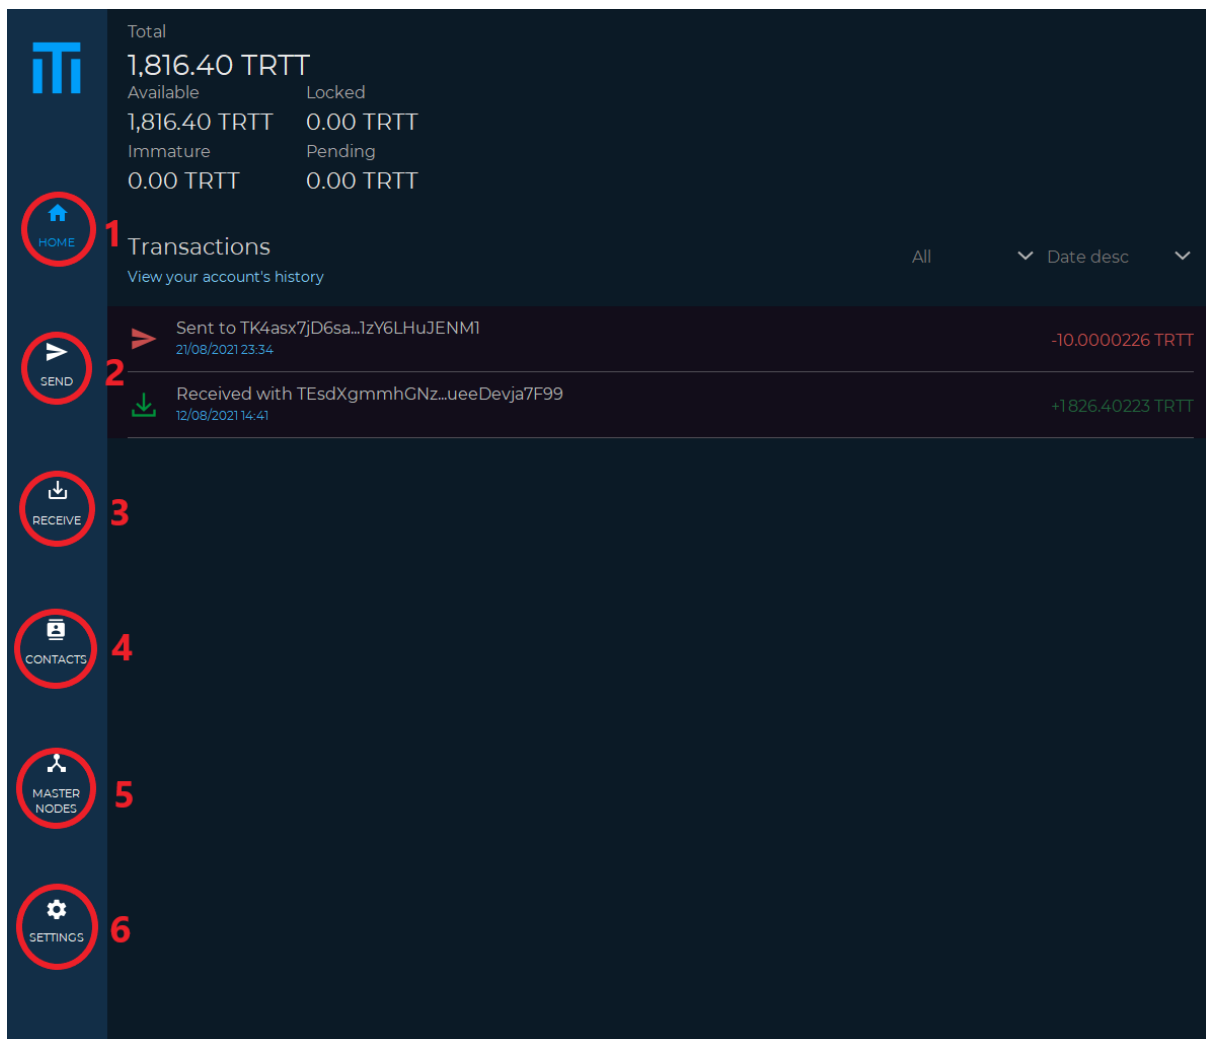 Total
1,816.40 TRTT
Available Locked
1,816.40 TRTT 0.00 TRTT
Immature Pending
0.00 TRTT 0.00 TRTT
HOME 1
Transactions
View your account's history
All Date desc
SEND 2
Sent to TK4asx7jD6sa...1zY6LHuJENM1
21/08/2021 23:34
-10.0000226 TRTT
Received with TEsdXgmmhGNz...ueeDevja7F99
12/08/2021 14:41
+1 826.40223 TRTT
RECEIVE 3
CONTACTS 4
MASTER
NODES 5
SETTINGS 6